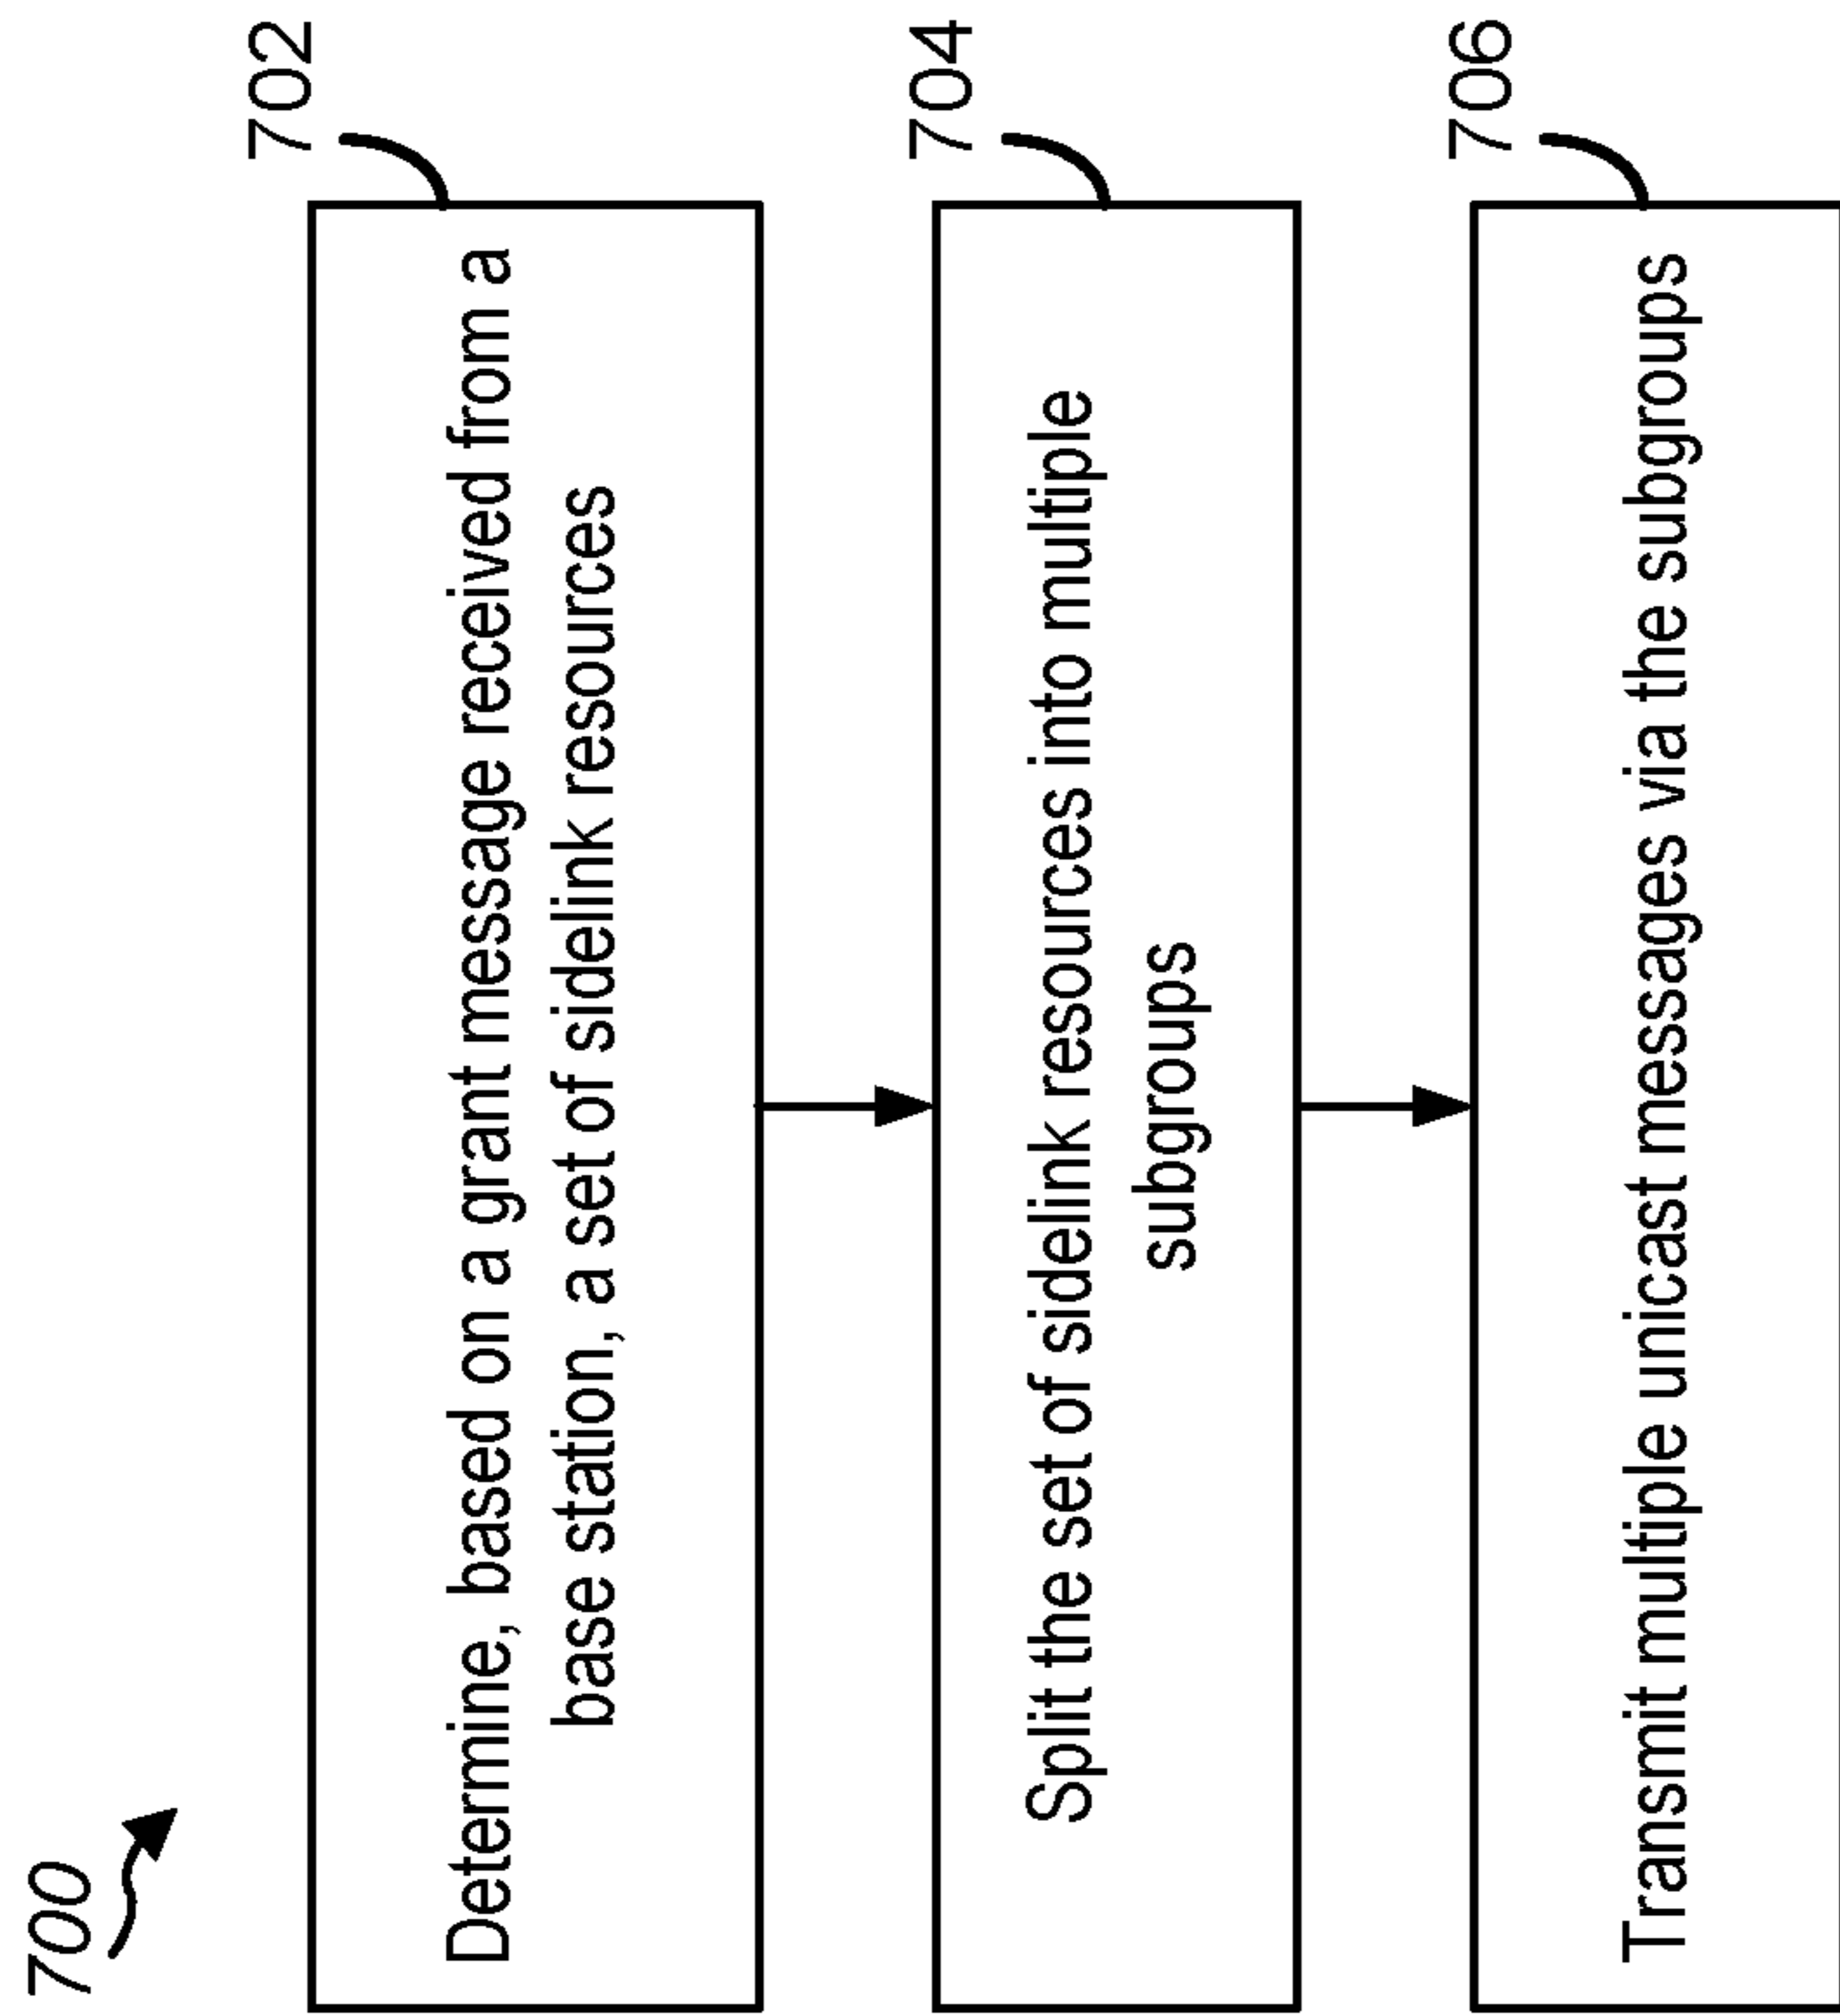 700
702
Determine, based on a grant message received from a
base station, a set of sidelink resources
704
Split the set of sidelink resources into multiple
subgroups
706
Transmit multiple unicast messages via the subgroups